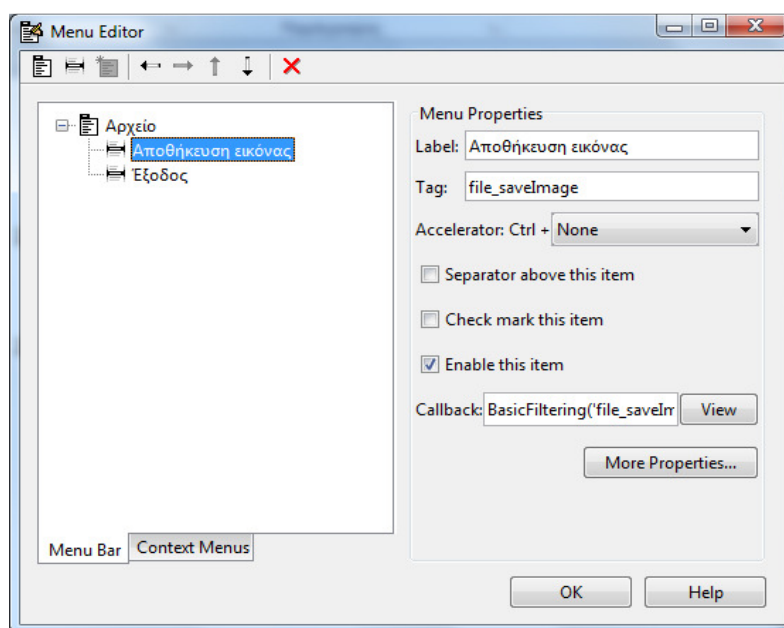 Menu Editor
Αρχείο
Αποθήκευση εικόνας
Έξοδος
Menu Bar
Context Menus
Menu Properties
Label: Αποθήκευση εικόνας
Tag: file_saveImage
Accelerator: Ctrl + None
Separator above this item
Check mark this item
Enable this item
Callback: BasicFiltering('file_saveIm View
More Properties...
OK Help